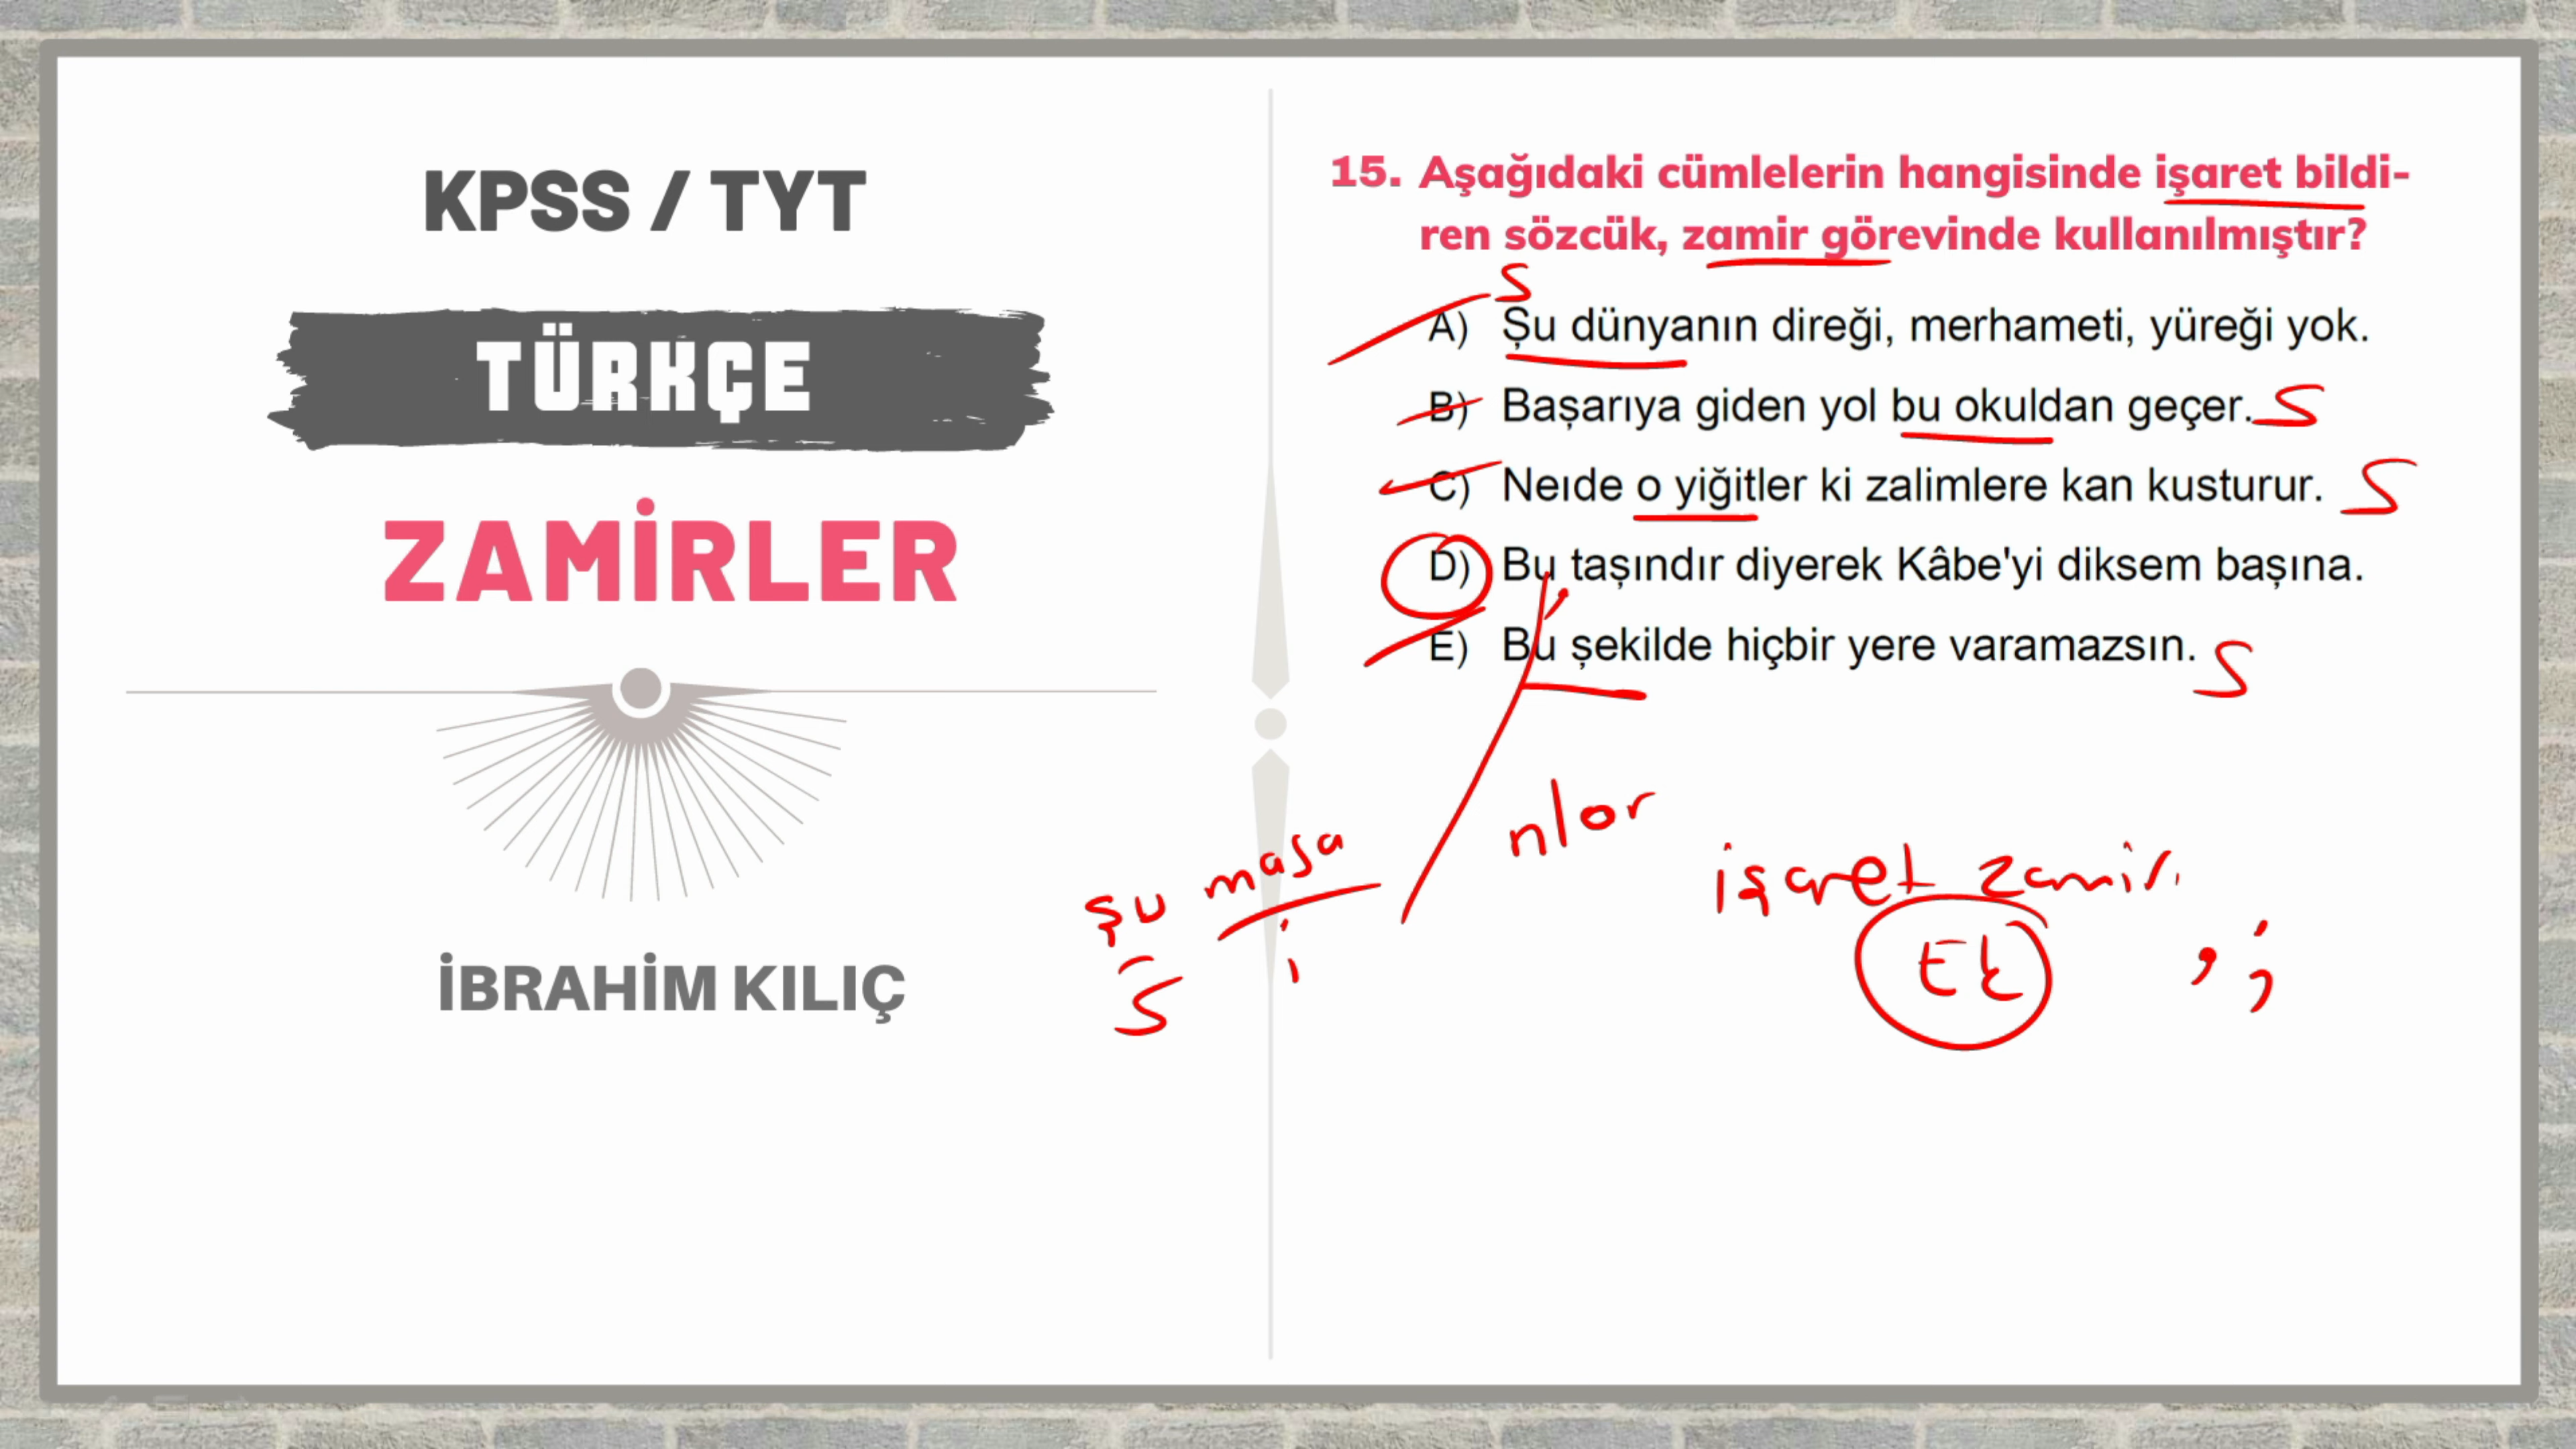 KPSS / TYT
TÜRKÇE
ZAMİRLER
İBRAHİM KILIÇ
15. Aşağıdaki cümlelerin hangisinde işaret bildi-
ren sözcük, zamir görevinde kullanılmıştır?
S
A) Şu dünyanın direği, merhameti, yüreği yok.
B) Başarıya giden yol bu okuldan geçer. S
C) Neıde o yiğitler ki zalimlere kan kusturur. S
D) Bu taşındır diyerek Kâbe'yi diksem başına.
E) Bu şekilde hiçbir yere varamazsın. S
nlar
şu masa
S i
işaret zamiri
Ek , ;